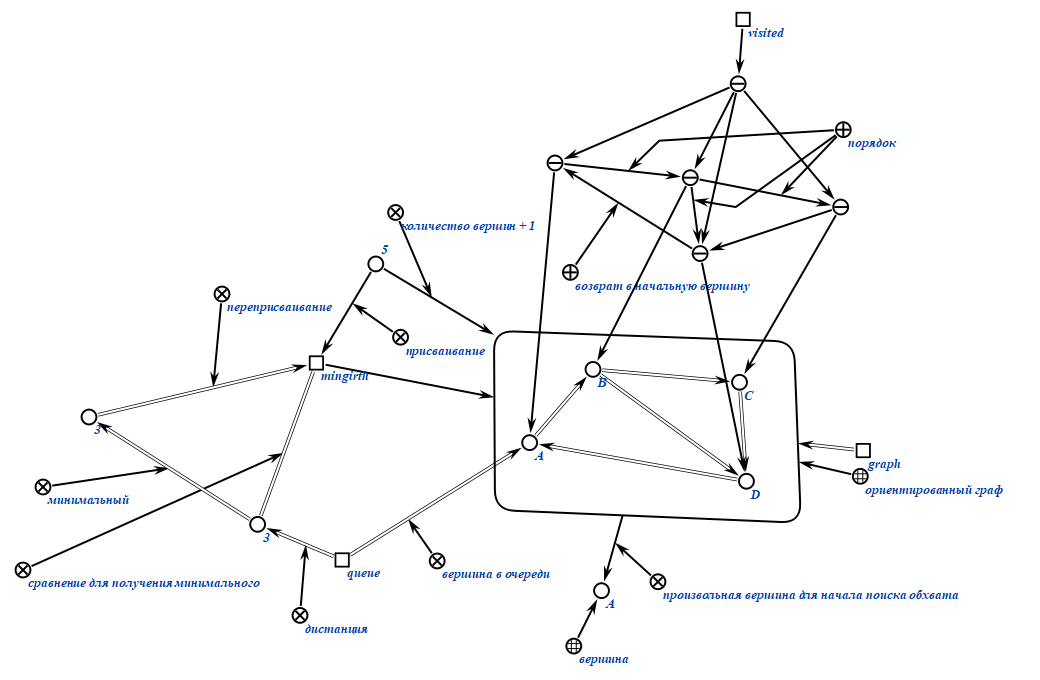 visited
порядок
количество вершин + 1
5
возврат в начальную вершину
переприсваивание
присваивание
mingirth
B
C
3
A
graph
ориентированный граф
D
минимальный
3
queue
вершина в очереди
сравнение для получения минимального
произвольная вершина для начала поиска обхвата
A
дистанция
вершина